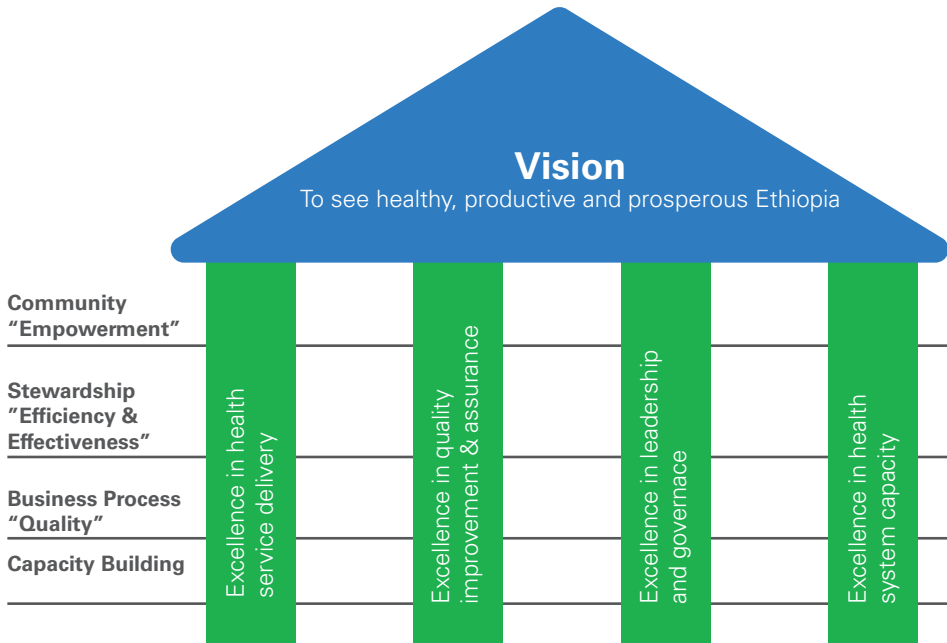 Vision
To see healthy, productive and prosperous Ethiopia
Community
“Empowerment”
Stewardship
”Efficiency &
Effectiveness”
Business Process
“Quality”
Capacity Building
Excellence in health
service delivery
Excellence in quality
improvement & assurance
Excellence in leadership
and governace
Excellence in health
system capacity